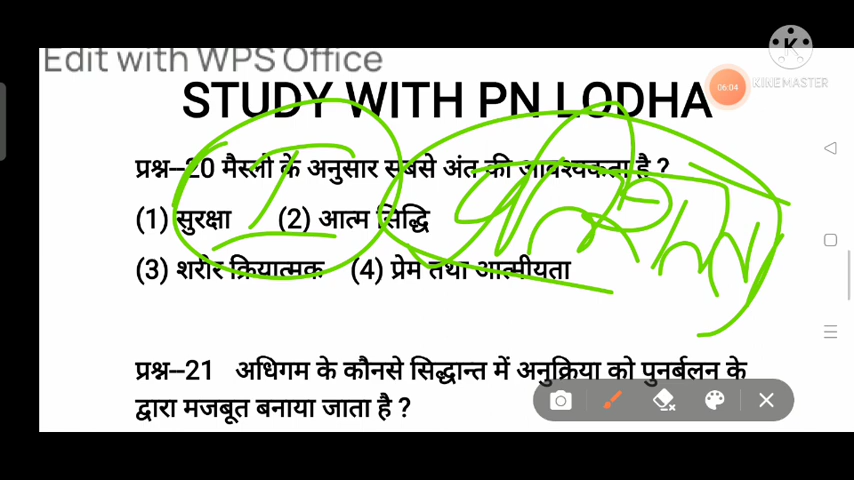 Edit with WPS Office
KINEMASTER
06:04
STUDY WITH PN LODHA
प्रश्न--20 मैस्लो के अनुसार सबसे अंत की आवश्यकता है ?
(1) सुरक्षा (2) आत्म सिद्धि
(3) शरीर क्रियात्मक (4) प्रेम तथा आत्मीयता
प्रश्न--21 अधिगम के कौनसे सिद्धान्त में अनुक्रिया को पुनर्बलन के
द्वारा मजबूत बनाया जाता है ?